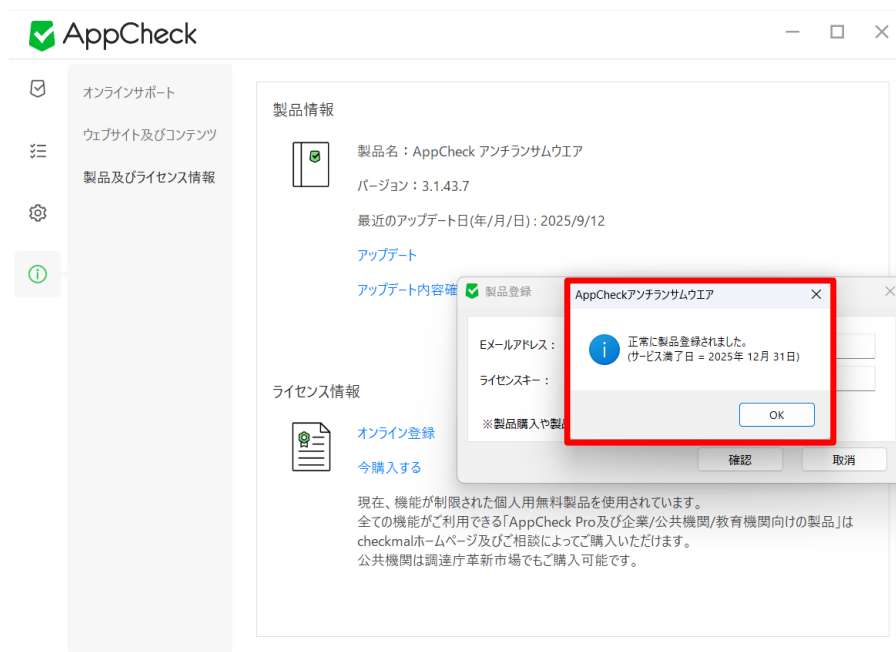 AppCheck
オンラインサポート
ウェブサイト及びコンテンツ
製品及びライセンス情報
製品情報
製品名：AppCheck アンチランサムウエア
バージョン：3.1.43.7
最近のアップデート日(年/月/日) : 2025/9/12
アップデート
アップデート内容確
製品登録
AppCheckアンチランサムウエア
Eメールアドレス：
正常に製品登録されました。
(サービス満了日 = 2025年 12月 31日)
ライセンスキー：
OK
※製品購入や製
確認
取消
ライセンス情報
オンライン登録
今購入する
現在、機能が制限された個人用無料製品を使用されています。
全ての機能がご利用できる「AppCheck Pro及び企業/公共機関/教育機関向けの製品」は
checkmalホームページ及びご相談によってご購入いただけます。
公共機関は調達庁革新市場でもご購入可能です。